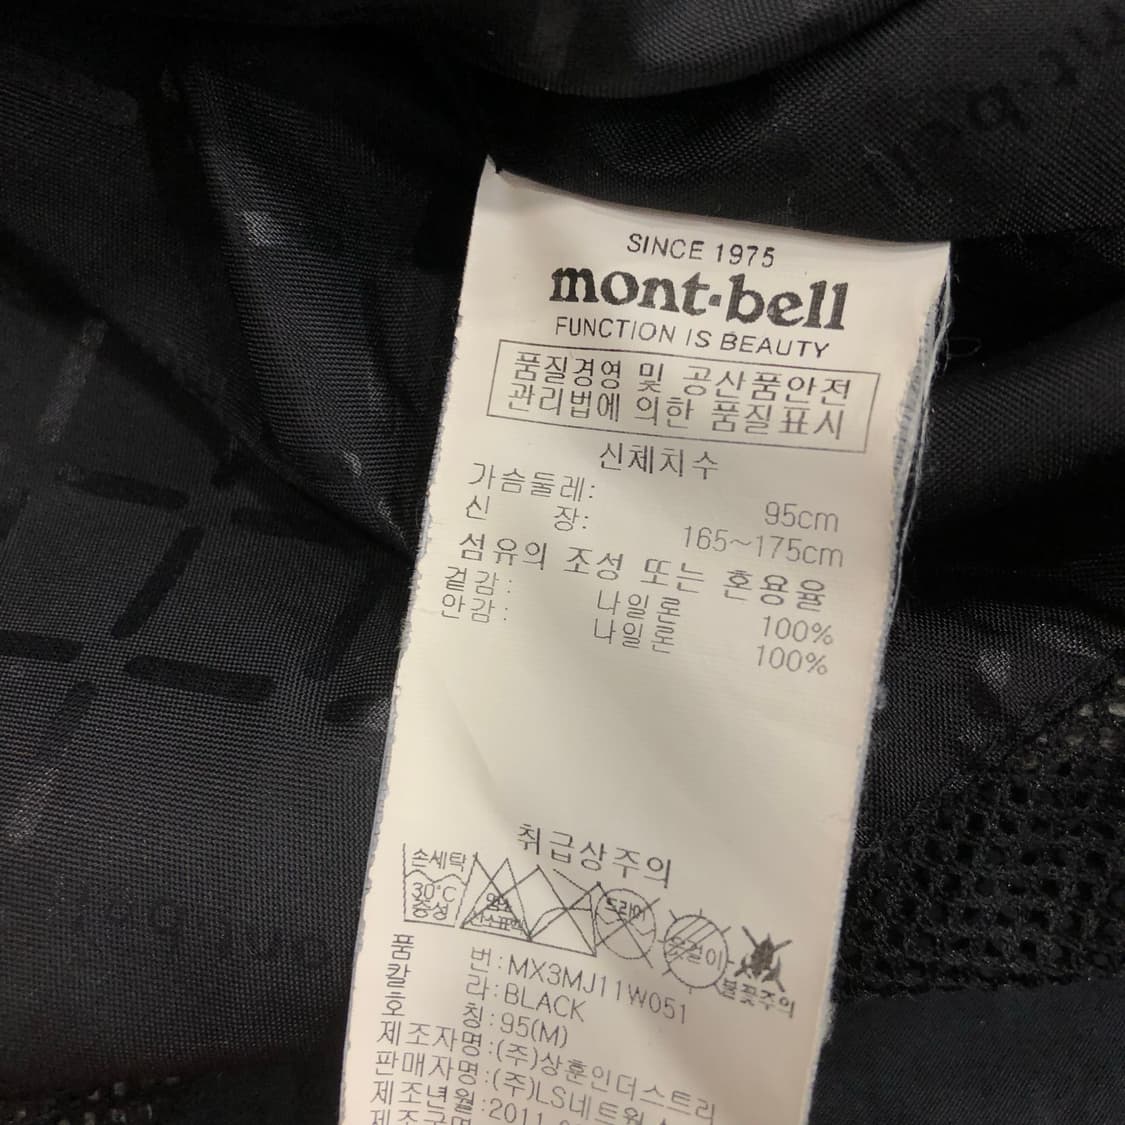 SINCE 1975
mont-bell
FUNCTION IS BEAUTY
품질경영 및 공산품안전
관리법에 의한 품질표시
신체치수
가슴둘레: 95cm
신 장: 165~175cm
섬유의 조성 또는 혼용율
겉감: 나일론 100%
안감: 나일론 100%
취급상주의
손세탁
30°C
중성
드라이
불꽃주의
품 번:MX3MJ11W051
칼 라:BLACK
호 칭:95(M)
제조자명:(주)상훈인더스트리
판매자명:(주)LS네트웍스
제조년월:2011
제조국명